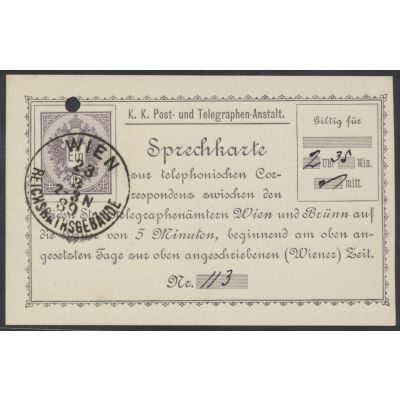 K. K. Post- und Telegraphen-Anstalt.
Giltig für
2 UHR 35 Min.
mitt.
Sprechkarte
zur telephonischen Cor-
respondenz zwischen den
Telegraphenämtern Wien und Brünn auf
von 5 Minuten, beginnend am oben an-
gesetzten Tage zur oben angeschriebenen (Wiener) Zeit.
Nr. 113
WIEN
REICHSRATHSGEBÄUDE